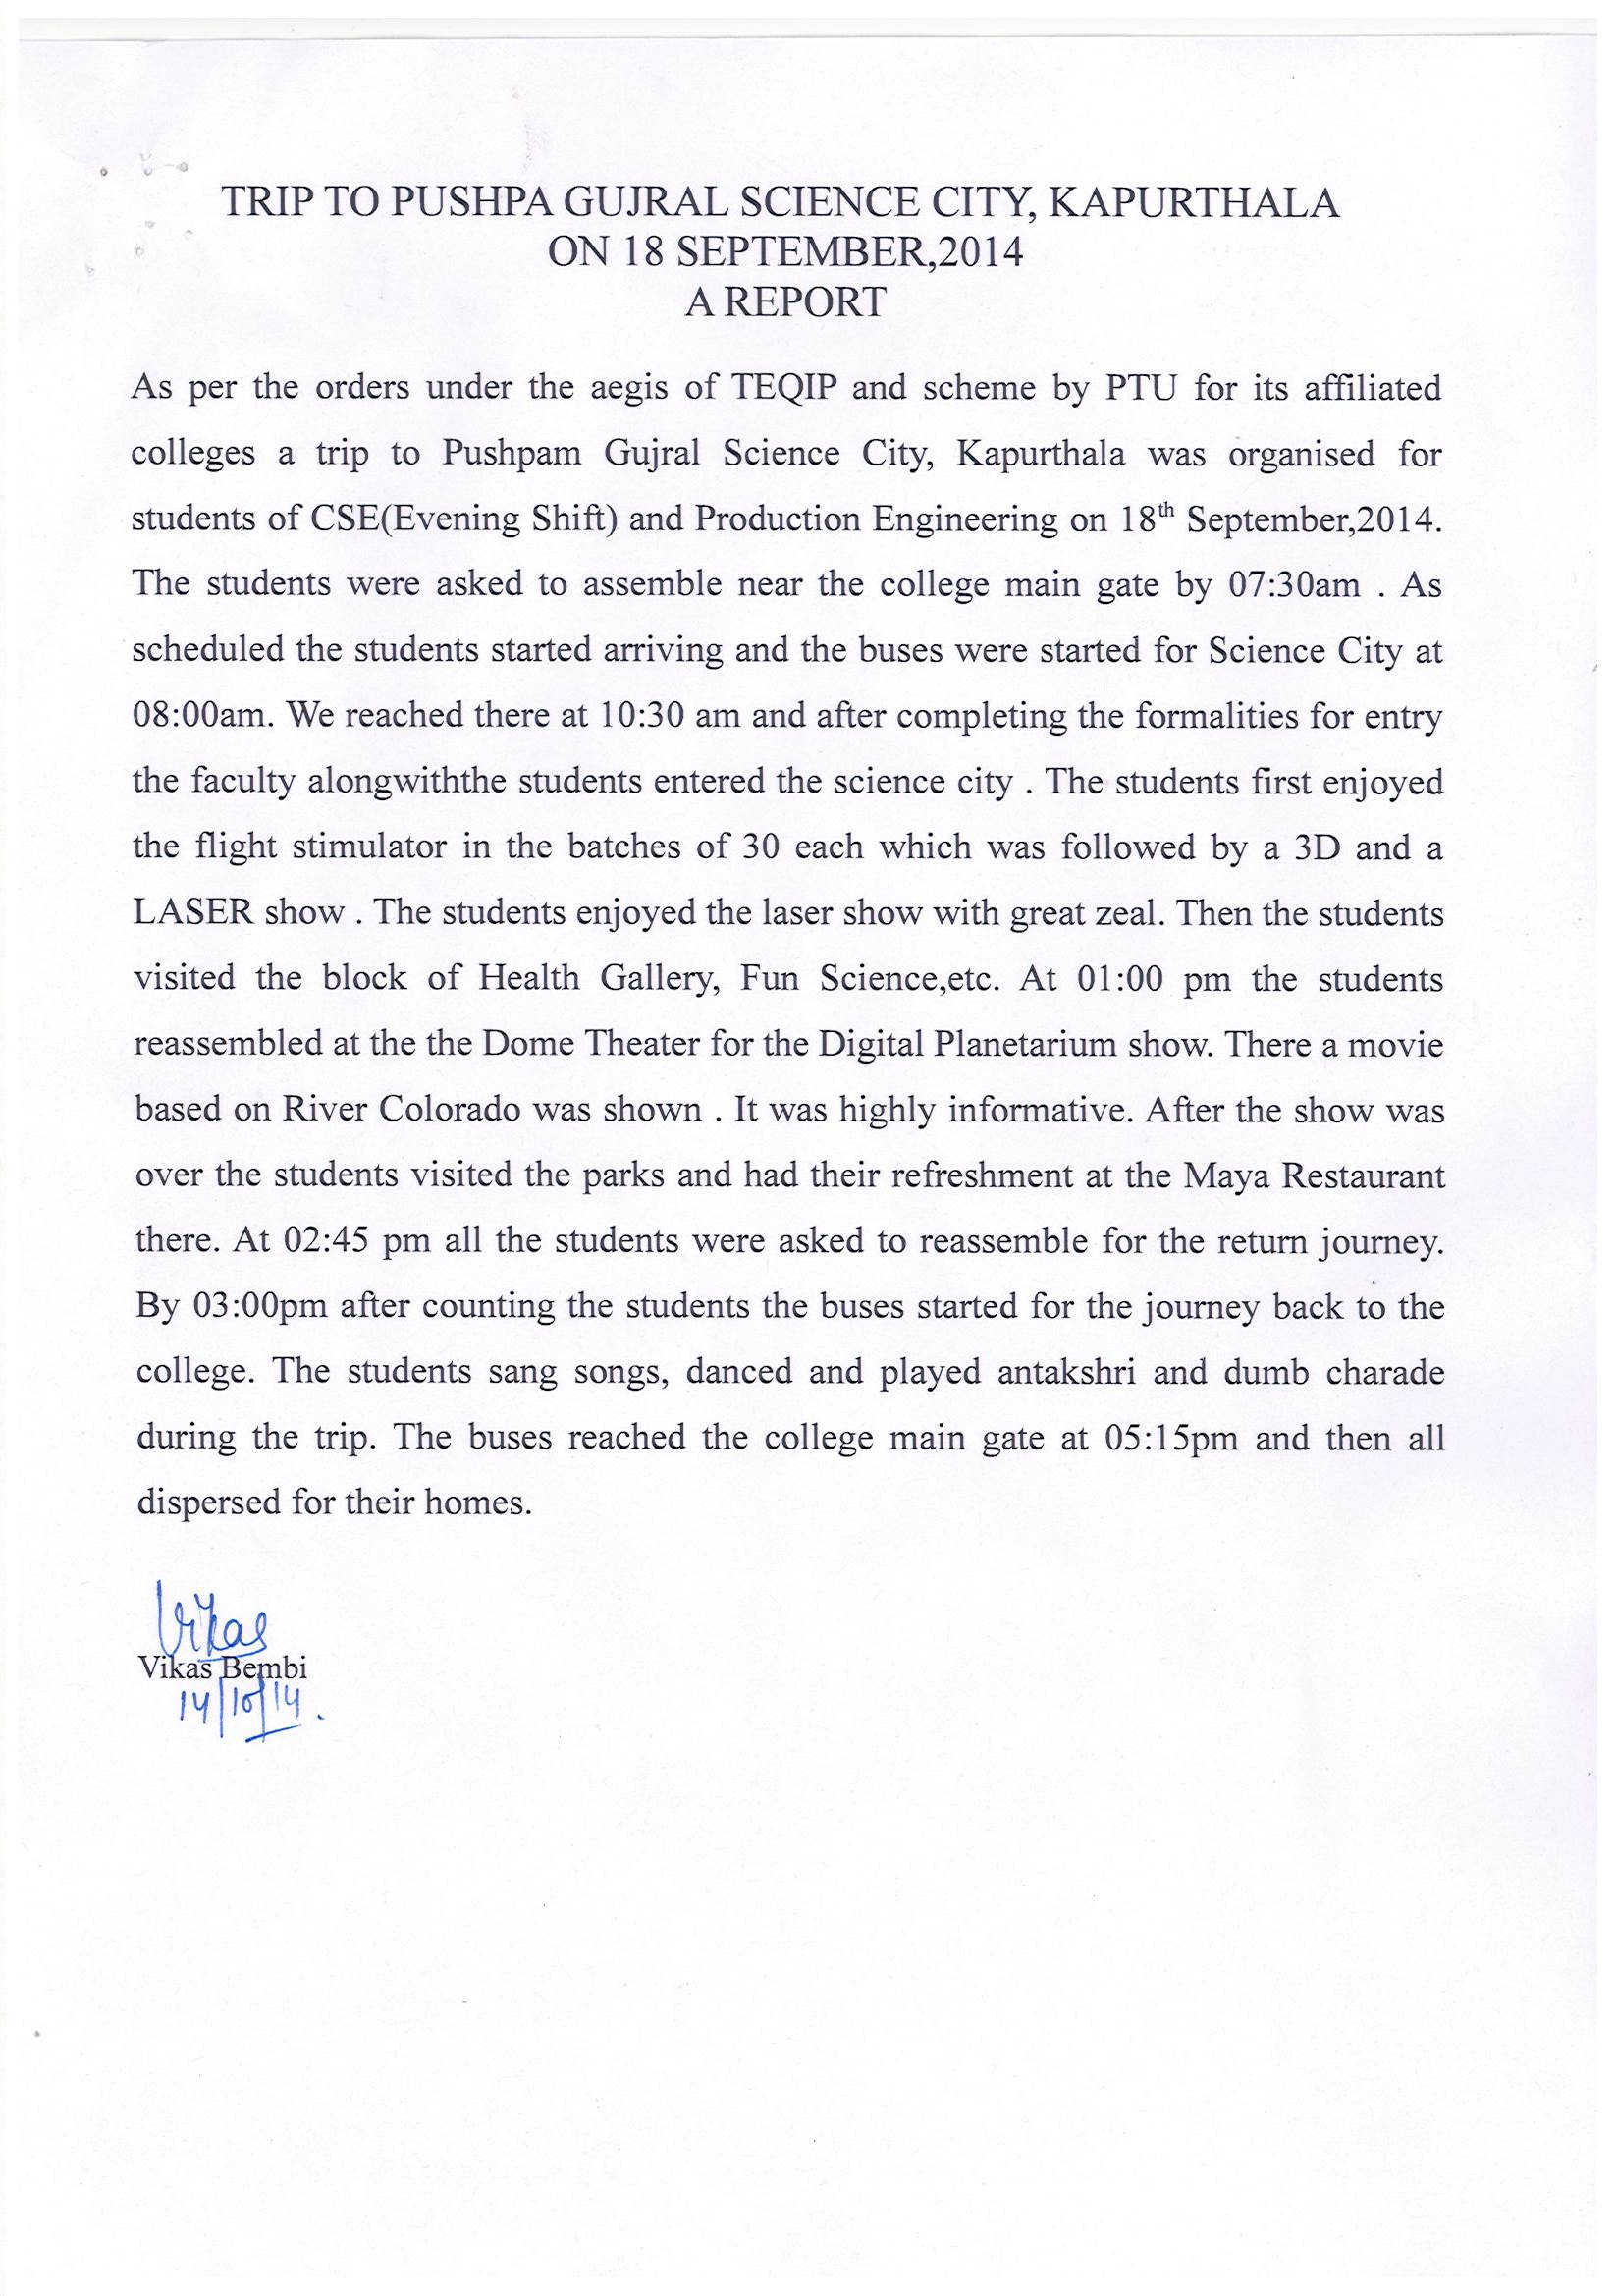 TRIP TO PUSHPA GUJRAL SCIENCE CITY, KAPURTHALA
ON 18 SEPTEMBER,2014
A REPORT
As per the orders under the aegis of TEQIP and scheme by PTU for its affiliated
colleges a trip to Pushpam Gujral Science City, Kapurthala was organised for
students of CSE(Evening Shift) and Production Engineering on 18th September,2014.
The students were asked to assemble near the college main gate by 07:30am . As
scheduled the students started arriving and the buses were started for Science City at
08:00am. We reached there at 10:30 am and after completing the formalities for entry
the faculty alongwiththe students entered the science city . The students first enjoyed
the flight stimulator in the batches of 30 each which was followed by a 3D and a
LASER show . The students enjoyed the laser show with great zeal. Then the students
visited the block of Health Gallery, Fun Science,etc. At 01:00 pm the students
reassembled at the the Dome Theater for the Digital Planetarium show. There a movie
based on River Colorado was shown . It was highly informative. After the show was
over the students visited the parks and had their refreshment at the Maya Restaurant
there. At 02:45 pm all the students were asked to reassemble for the return journey.
By 03:00pm after counting the students the buses started for the journey back to the
college. The students sang songs, danced and played antakshri and dumb charade
during the trip. The buses reached the college main gate at 05:15pm and then all
dispersed for their homes.
Vikas
Vikas Bembi
14/10/14.